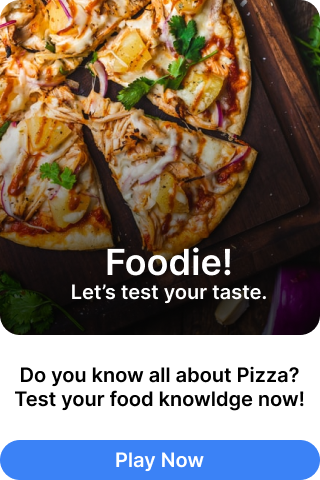 Foodie!
Let’s test your taste.
Do you know all about Pizza?
Test your food knowldge now!
Play Now